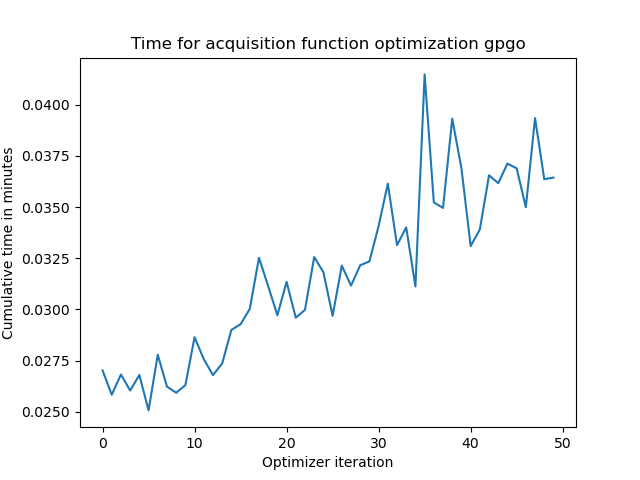 Time for acquisition function optimization gpgo
0.0400
0.0375
0.0350
0.0325
0.0300
0.0275
0.0250
Cumulative time in minutes
0 10 20 30 40 50
Optimizer iteration